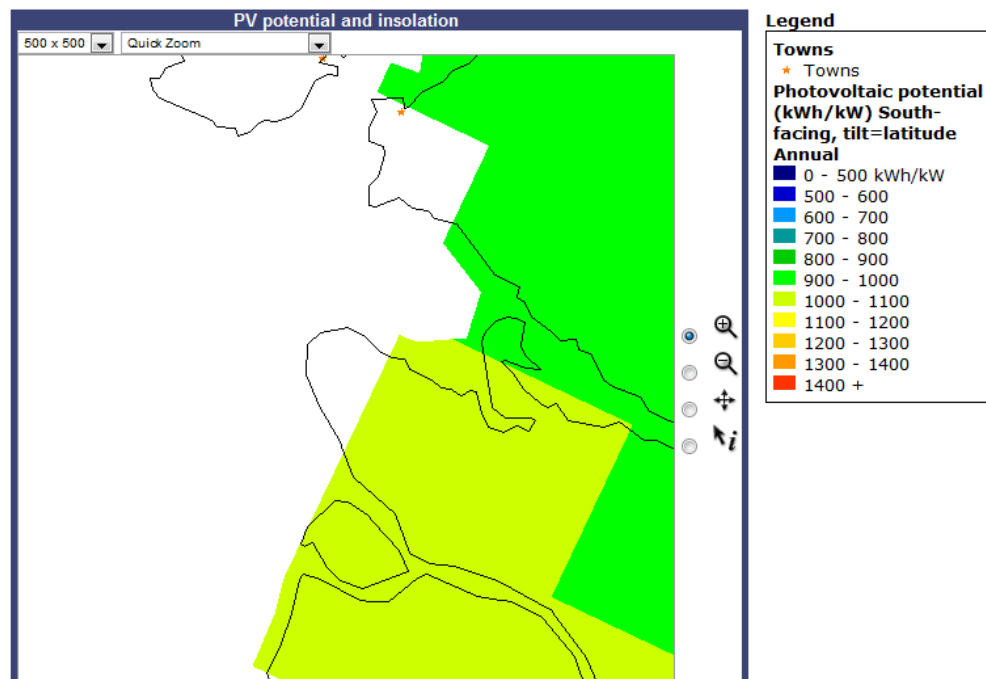 PV potential and insolation
500 x 500
Quick Zoom
Legend
Towns
Towns
Photovoltaic potential
(kWh/kW) South-
facing, tilt=latitude
Annual
0 - 500 kWh/kW
500 - 600
600 - 700
700 - 800
800 - 900
900 - 1000
1000 - 1100
1100 - 1200
1200 - 1300
1300 - 1400
1400 +
i